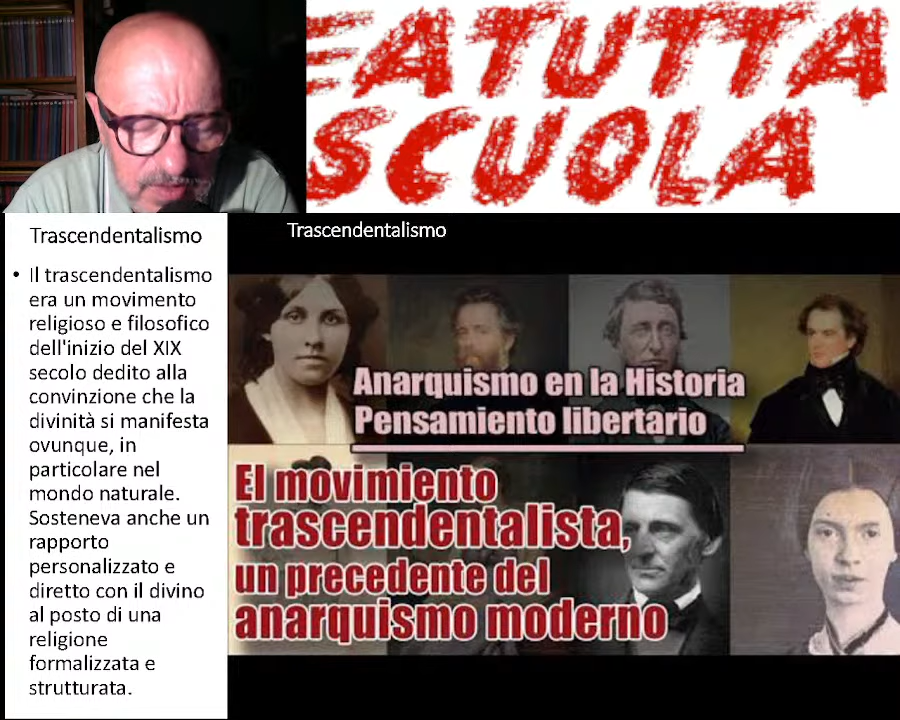 EATUTTA
SCUOLA
Trascendentalismo
• Il trascendentalismo
era un movimento
religioso e filosofico
dell'inizio del XIX
secolo dedito alla
convinzione che la
divinità si manifesta
ovunque, in
particolare nel
mondo naturale.
Sosteneva anche un
rapporto
personalizzato e
diretto con il divino
al posto di una
religione
formalizzata e
strutturata.
Trascendentalismo
Anarquismo en la Historia
Pensamiento libertario
El movimiento
trascendentalista,
un precedente del
anarquismo moderno